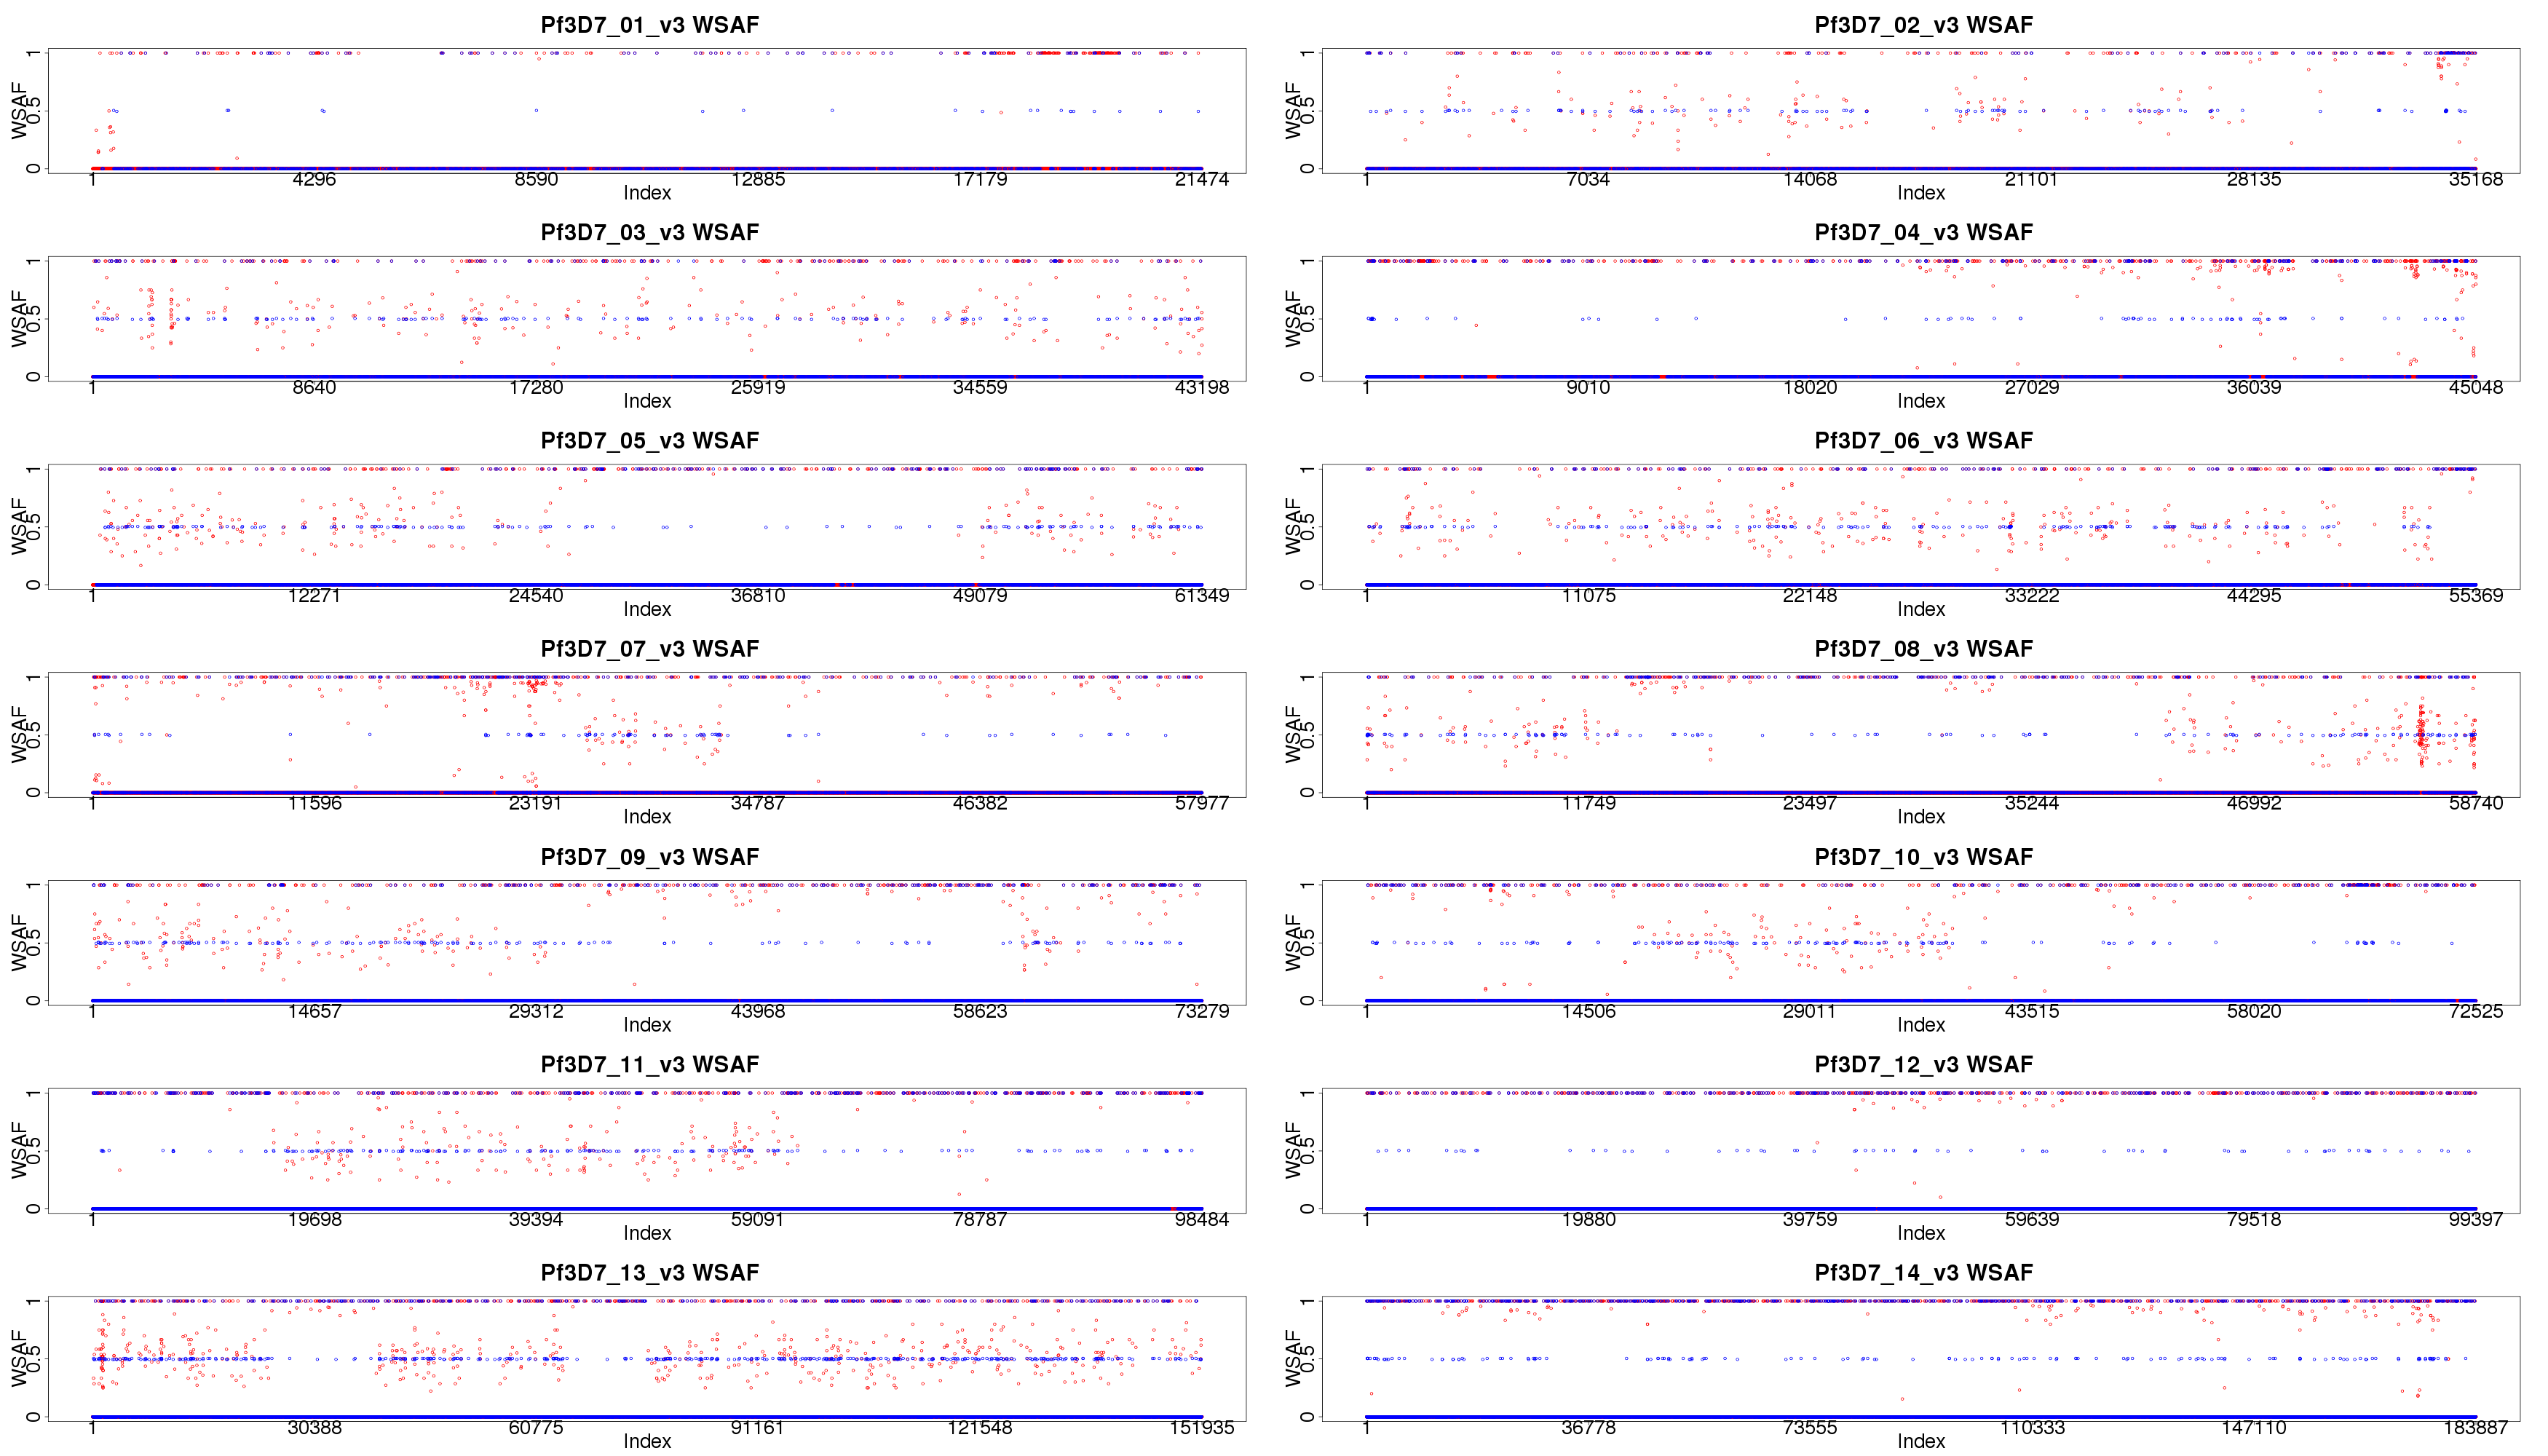 Pf3D7_01_v3 WSAF
WSAF
1
0.5
0
1 4296 8590 12885 17179 21474
Index
Pf3D7_02_v3 WSAF
WSAF
1
0.5
0
1 7034 14068 21101 28135 35168
Index
Pf3D7_03_v3 WSAF
WSAF
1
0.5
0
1 8640 17280 25919 34559 43198
Index
Pf3D7_04_v3 WSAF
WSAF
1
0.5
0
1 9010 18020 27029 36039 45048
Index
Pf3D7_05_v3 WSAF
WSAF
1
0.5
0
1 12271 24540 36810 49079 61349
Index
Pf3D7_06_v3 WSAF
WSAF
1
0.5
0
1 11075 22148 33222 44295 55369
Index
Pf3D7_07_v3 WSAF
WSAF
1
0.5
0
1 11596 23191 34787 46382 57977
Index
Pf3D7_08_v3 WSAF
WSAF
1
0.5
0
1 11749 23497 35244 46992 58740
Index
Pf3D7_09_v3 WSAF
WSAF
1
0.5
0
1 14657 29312 43968 58623 73279
Index
Pf3D7_10_v3 WSAF
WSAF
1
0.5
0
1 14506 29011 43515 58020 72525
Index
Pf3D7_11_v3 WSAF
WSAF
1
0.5
0
1 19698 39394 59091 78787 98484
Index
Pf3D7_12_v3 WSAF
WSAF
1
0.5
0
1 19880 39759 59639 79518 99397
Index
Pf3D7_13_v3 WSAF
WSAF
1
0.5
0
1 30388 60775 91161 121548 151935
Index
Pf3D7_14_v3 WSAF
WSAF
1
0.5
0
1 36778 73555 110333 147110 183887
Index